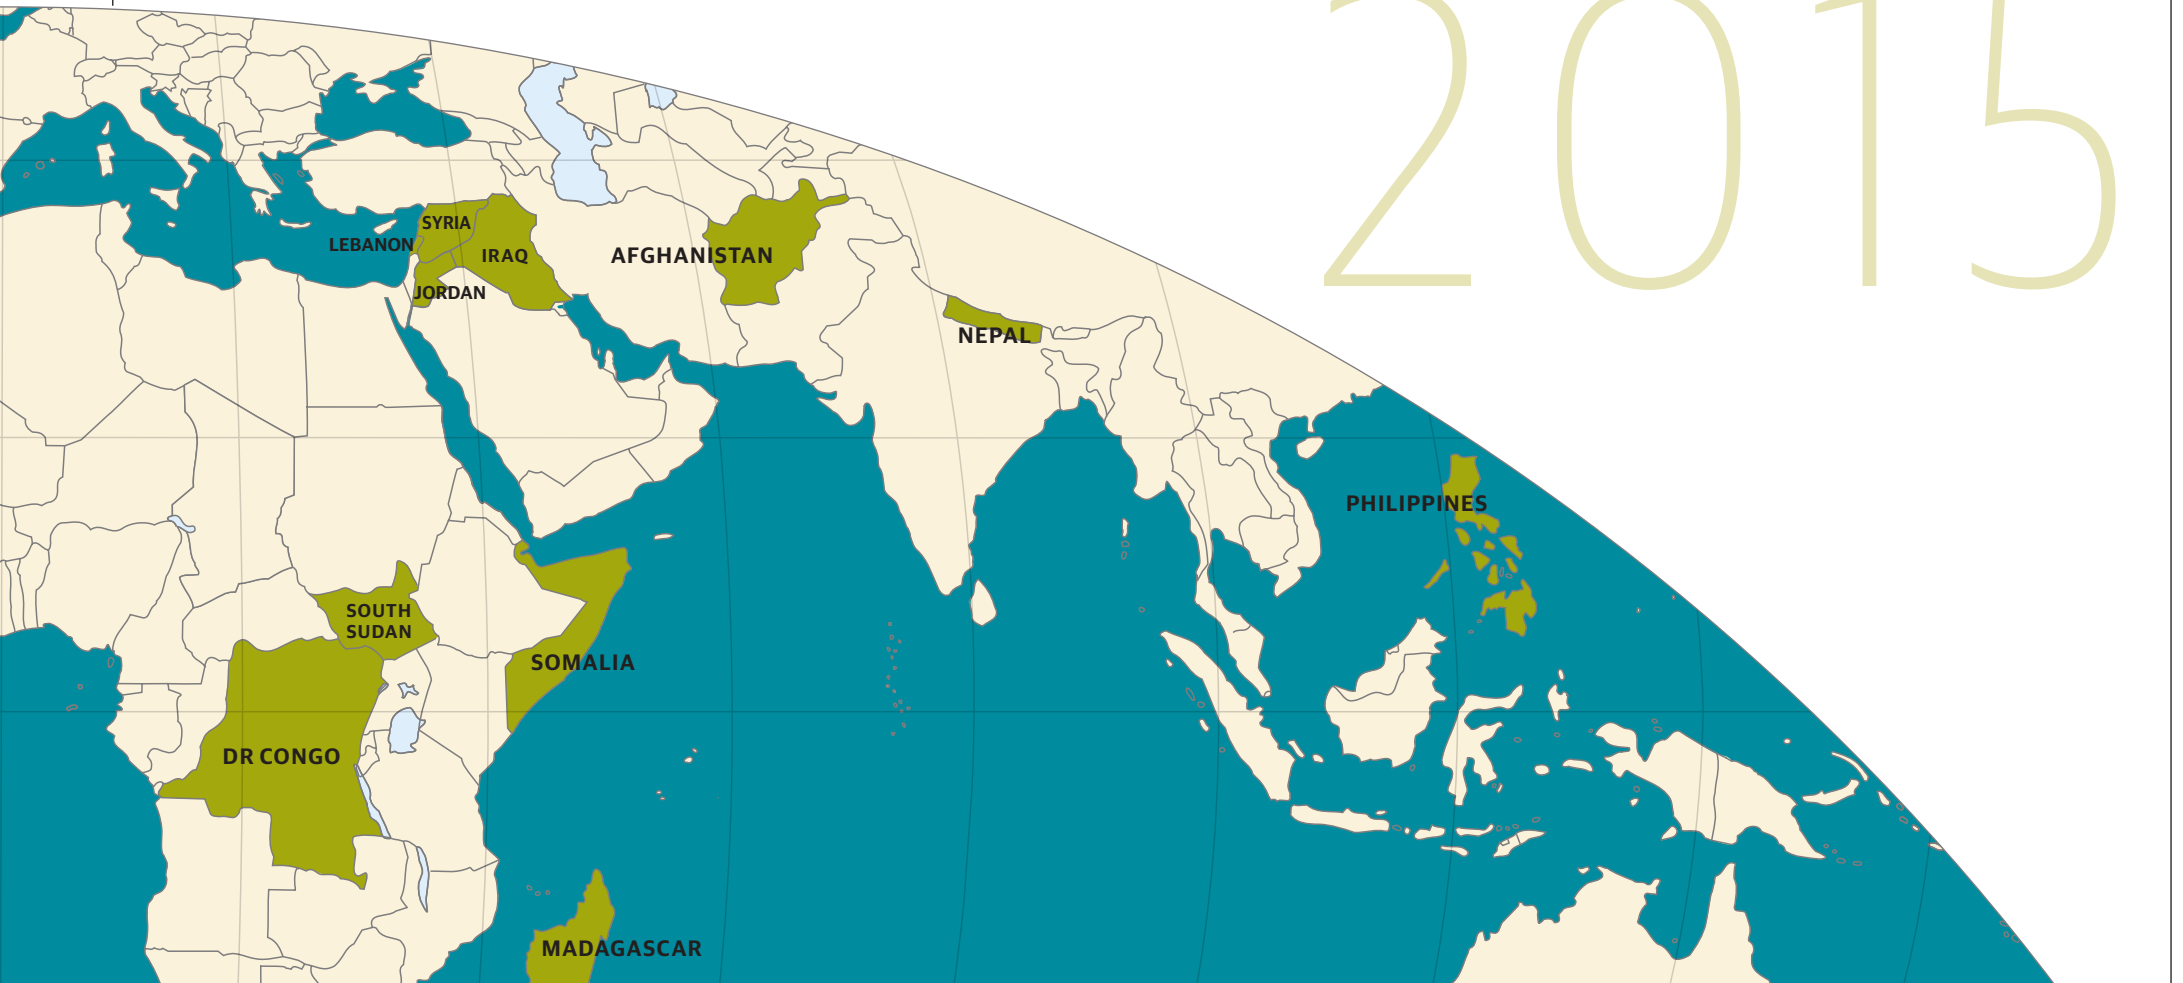 2015
SYRIA
LEBANON
IRAQ
AFGHANISTAN
JORDAN
NEPAL
PHILIPPINES
SOUTH
SUDAN
SOMALIA
DR CONGO
MADAGASCAR